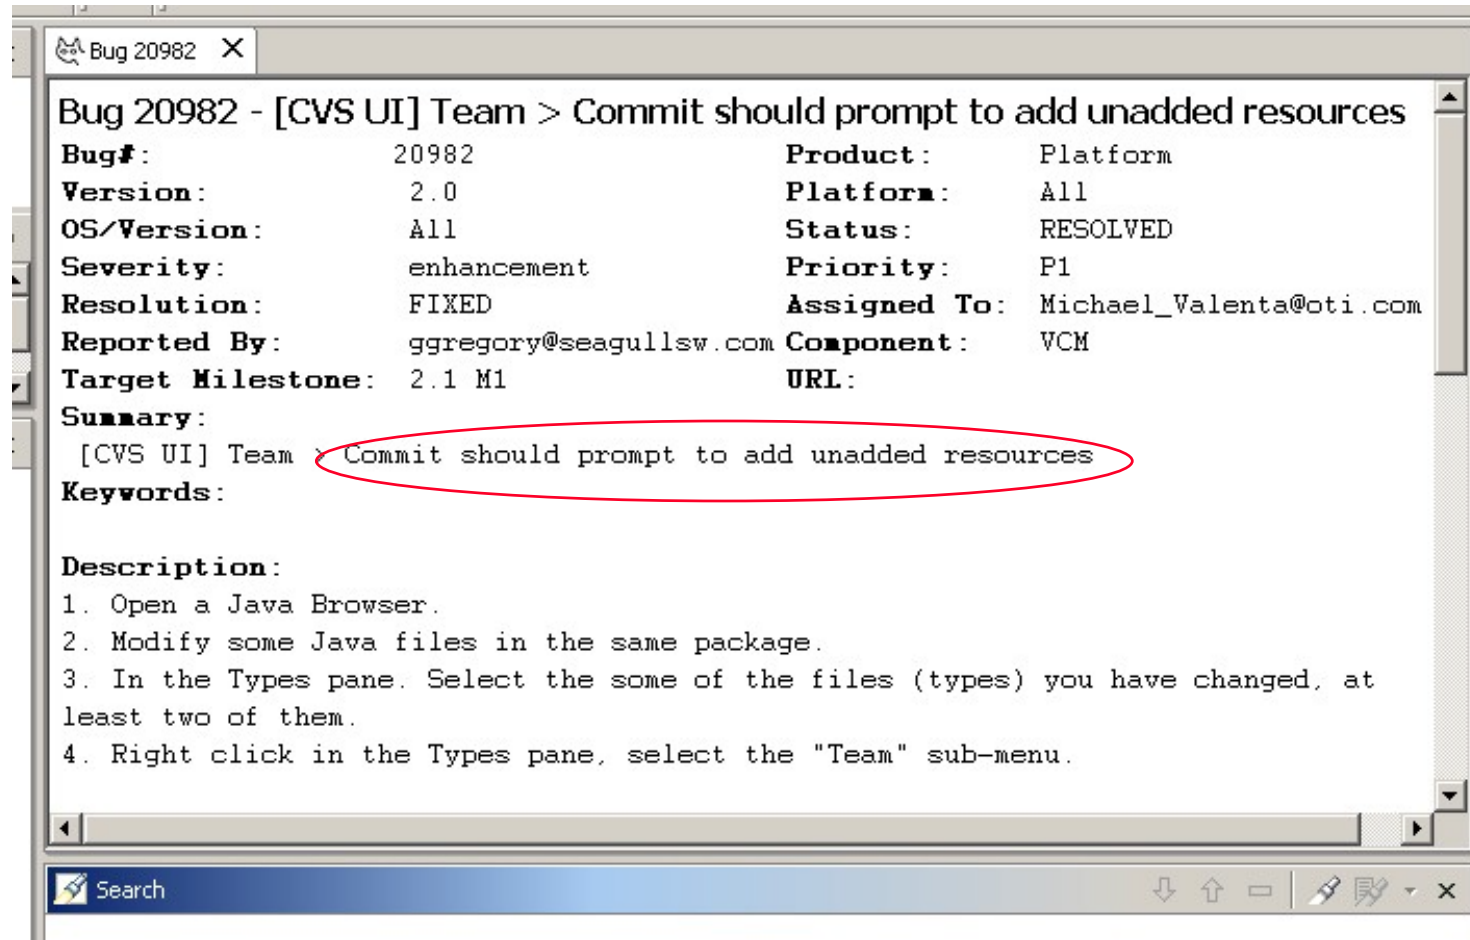 Bug 20982
Bug 20982 - [CVS UI] Team > Commit should prompt to add unadded resources
Bug#: 20982 Product: Platform
Version: 2.0 Platform: All
OS/Version: All Status: RESOLVED
Severity: enhancement Priority: P1
Resolution: FIXED Assigned To: Michael_Valenta@oti.com
Reported By: ggregory@seagullsw.com Component: VCM
Target Milestone: 2.1 M1 URL:
Summary:
[CVS UI] Team > Commit should prompt to add unadded resources
Keywords:
Description:
1. Open a Java Browser.
2. Modify some Java files in the same package.
3. In the Types pane. Select the some of the files (types) you have changed, at
least two of them.
4. Right click in the Types pane, select the "Team" sub-menu.
Search